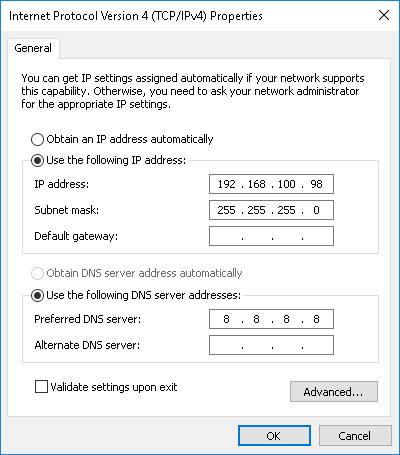 Internet Protocol Version 4 (TCP/IPv4) Properties
General
You can get IP settings assigned automatically if your network supports
this capability. Otherwise, you need to ask your network administrator
for the appropriate IP settings.
Obtain an IP address automatically
Use the following IP address:
IP address: 192 . 168 . 100 . 98
Subnet mask: 255 . 255 . 255 . 0
Default gateway: . . .
Obtain DNS server address automatically
Use the following DNS server addresses:
Preferred DNS server: 8 . 8 . 8 . 8
Alternate DNS server: . . .
Validate settings upon exit
Advanced...
OK Cancel